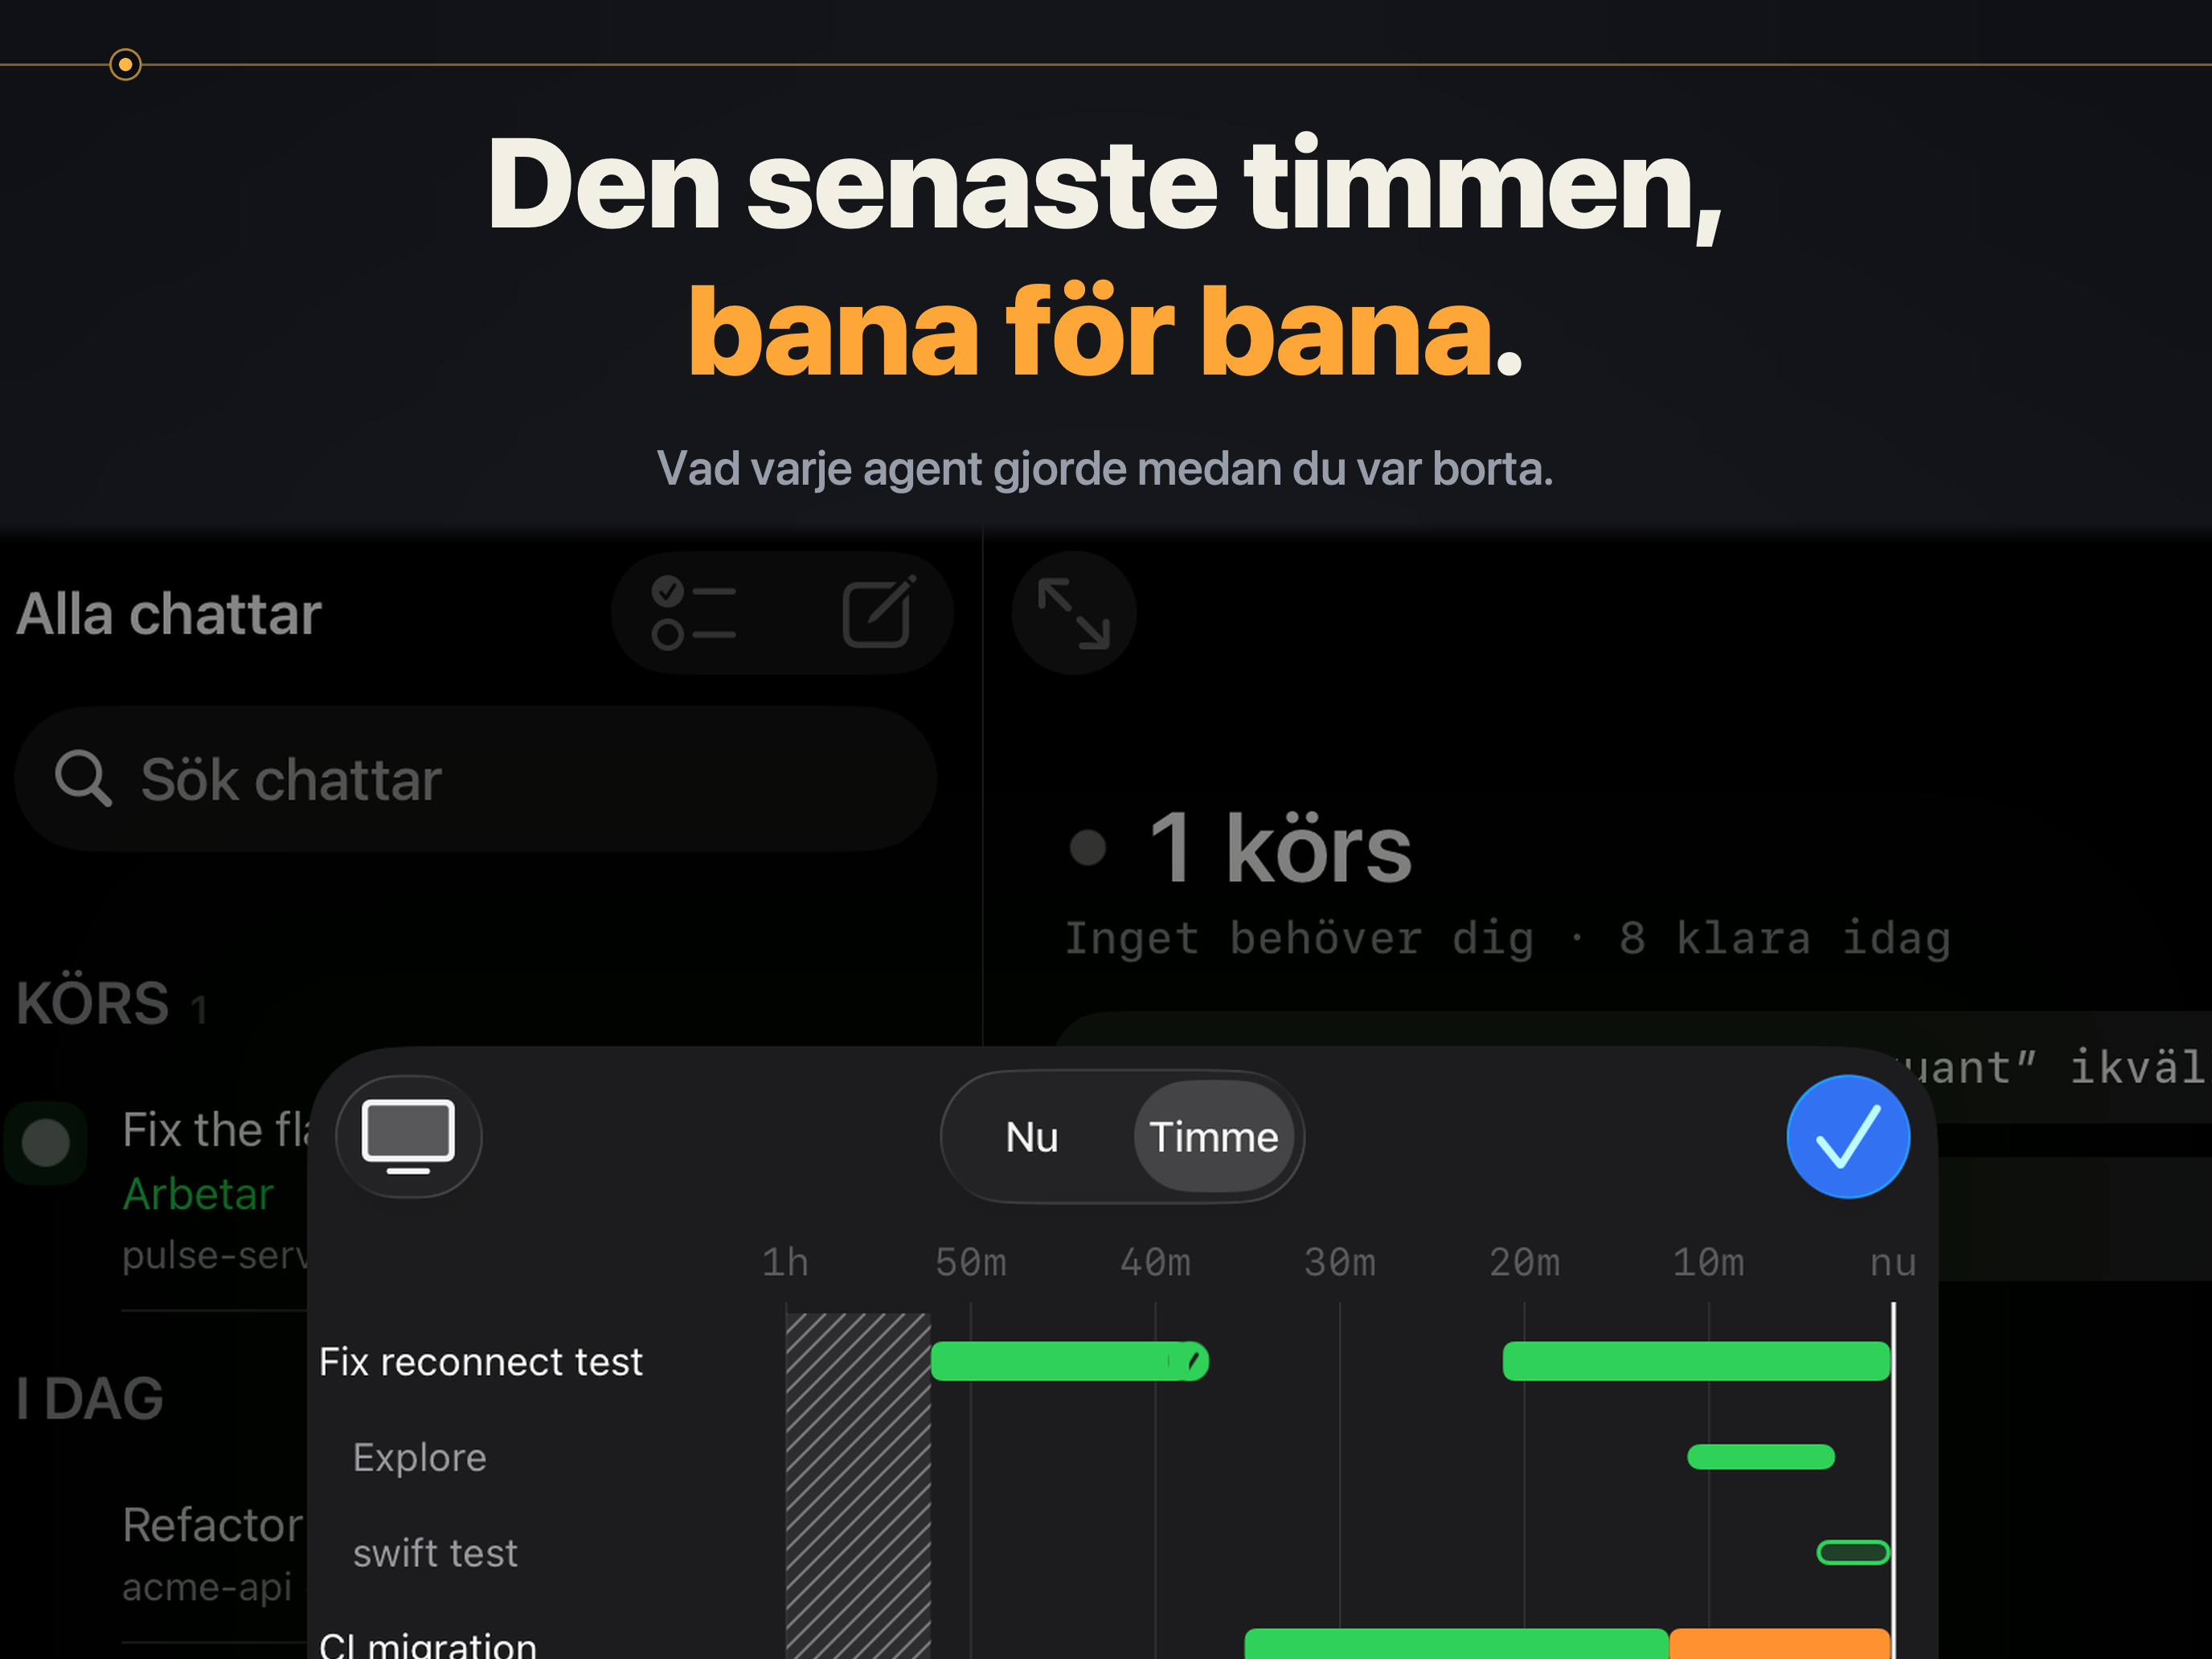 Den senaste timmen,
bana för bana.
Vad varje agent gjorde medan du var borta.
Alla chattar
Sök chattar
1 körs
Inget behöver dig · 8 klara idag
KÖRS 1
Fix the
Arbetar
I DAG
Refactor
acme-api
Nu Timme
1h 50m 40m 30m 20m 10m nu
Fix reconnect test
Explore
swift test
CI migration